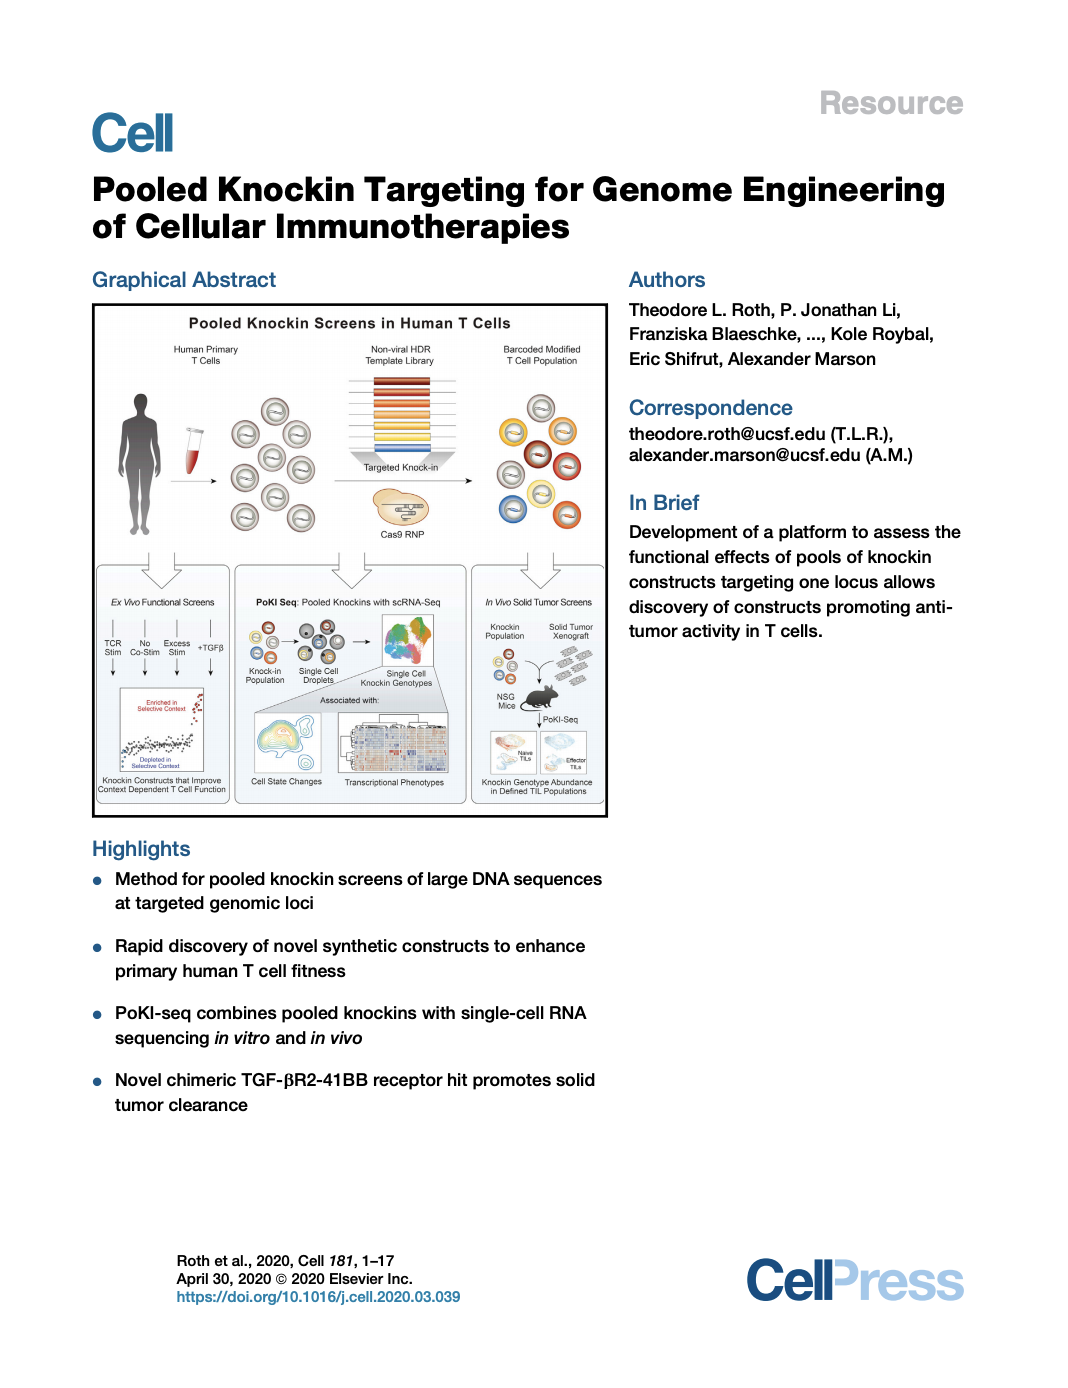 Resource
Cell
Pooled Knockin Targeting for Genome Engineering
of Cellular Immunotherapies
Graphical Abstract
Pooled Knockin Screens in Human T Cells
Human Primary
T Cells
Non-viral HDR
Template Library
Barcoded Modified
T Cell Population
Targeted Knock-in
Cas9 RNP
Ex Vivo Functional Screens
TCR
Stim
No
Co-Stim
Excess
Stim
+TGFβ
Enriched in
Selective Context
Depleted in
Selective Context
Knockin Constructs that Improve
Context Dependent T Cell Function
PoKI Seq: Pooled Knockins with scRNA-Seq
Knock-in
Population
Single Cell
Droplets
Single Cell
Knockin Genotypes
Associated with:
Cell State Changes
Transcriptional Phenotypes
In Vivo Solid Tumor Screens
Knockin
Population
Solid Tumor
Xenograft
NSG
Mice
PoKI-Seq
Naive
TILs
Effector
TILs
Knockin Genotype Abundance
in Defined TIL Populations
Highlights
• Method for pooled knockin screens of large DNA sequences
at targeted genomic loci
• Rapid discovery of novel synthetic constructs to enhance
primary human T cell fitness
• PoKI-seq combines pooled knockins with single-cell RNA
sequencing in vitro and in vivo
• Novel chimeric TGF-βR2-41BB receptor hit promotes solid
tumor clearance
Authors
Theodore L. Roth, P. Jonathan Li,
Franziska Blaeschke, ..., Kole Roybal,
Eric Shifrut, Alexander Marson
Correspondence
theodore.roth@ucsf.edu (T.L.R.),
alexander.marson@ucsf.edu (A.M.)
In Brief
Development of a platform to assess the
functional effects of pools of knockin
constructs targeting one locus allows
discovery of constructs promoting anti-
tumor activity in T cells.
Roth et al., 2020, Cell 181, 1–17
April 30, 2020 © 2020 Elsevier Inc.
https://doi.org/10.1016/j.cell.2020.03.039
CellPress